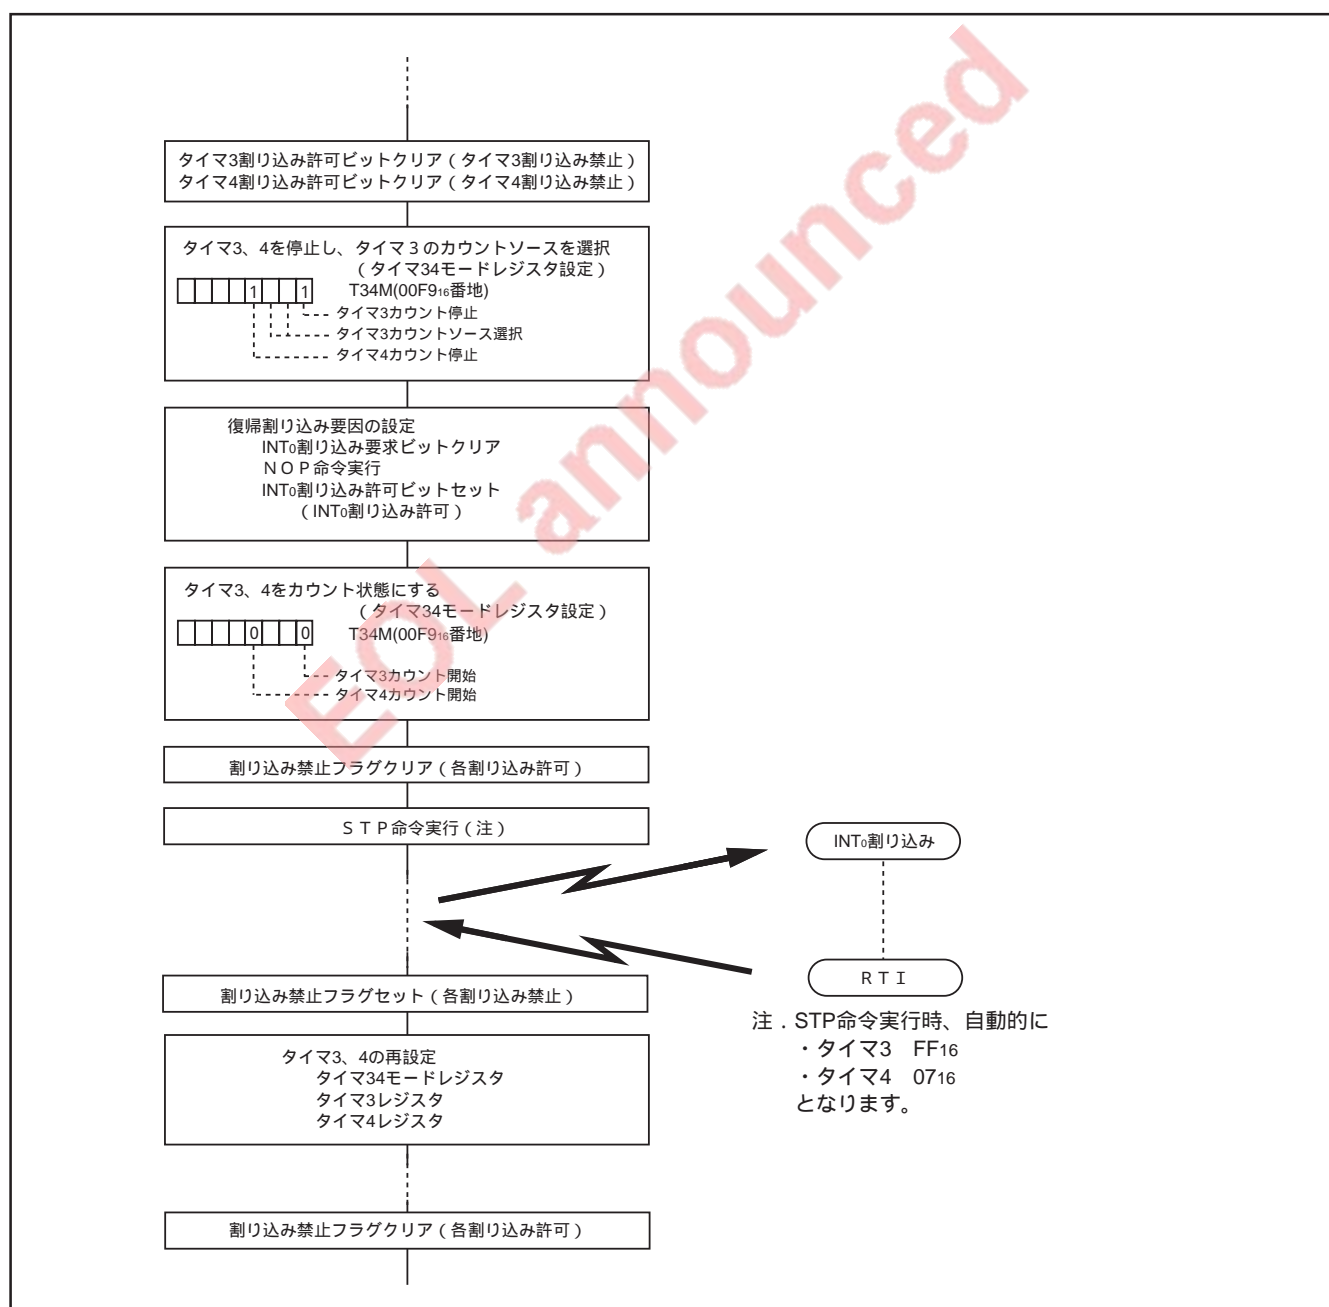 タイマ3割り込み許可ビットクリア(タイマ3割り込み禁止)
タイマ4割り込み許可ビットクリア(タイマ4割り込み禁止)
タイマ3、4を停止し、タイマ3のカウントソースを選択
(タイマ34モードレジスタ設定)
1 1 T34M(00F9₁₆番地)
タイマ3カウント停止
タイマ3カウントソース選択
タイマ4カウント停止
復帰割り込み要因の設定
INT₀割り込み要求ビットクリア
NOP命令実行
INT₀割り込み許可ビットセット
(INT₀割り込み許可)
タイマ3、4をカウント状態にする
(タイマ34モードレジスタ設定)
0 0 T34M(00F9₁₆番地)
タイマ3カウント開始
タイマ4カウント開始
割り込み禁止フラグクリア(各割り込み許可)
STP命令実行(注)
INT₀割り込み
RTI
割り込み禁止フラグセット(各割り込み禁止)
注.STP命令実行時、自動的に
・タイマ3 FF₁₆
・タイマ4 07₁₆
となります。
タイマ3、4の再設定
タイマ34モードレジスタ
タイマ3レジスタ
タイマ4レジスタ
割り込み禁止フラグクリア(各割り込み許可)
EOL announced